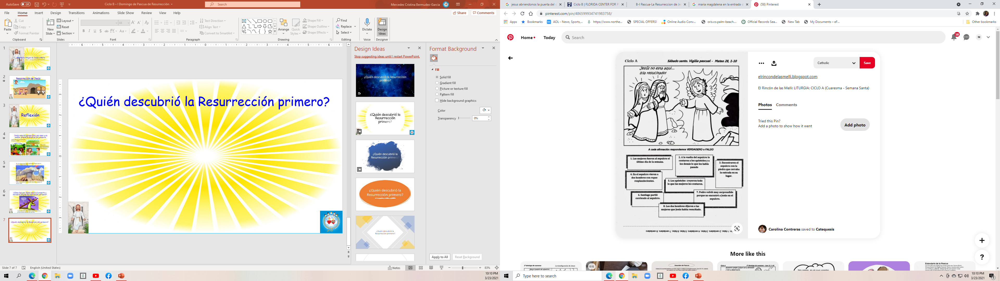 AutoSave Off
Ciclo B – I Domingo de Pascua de Resurrección
Search
Mercedes Cristina Bermudez-Garcia
File Home Insert Design Transitions Animations Slide Show Review View Help
Share Comments
Paste
Cut
Copy
Format Painter
Clipboard
New Slide
Layout
Reset
Section
Slides
44
Font
Text Direction
Align Text
Convert to SmartArt
Paragraph
Arrange
Quick Styles
Shape Fill
Shape Outline
Shape Effects
Drawing
Find
Replace
Select
Editing
Dictate
Voice
Design Ideas
Designer
1
2
Resurrección de Jesús
3
Reflexión
4
5
6
7
¿Quién descubrió la Resurrección primero?
¿Quién descubrió la Resurrección primero?
Design Ideas
Stop suggesting ideas until I restart PowerPoint.
¿Quién descubrió la Resurrección primero?
¿Quién descubrió la Resurrección primero?
¿Quién descubrió la Resurrección primero?
¿Quién descubrió la Resurrección primero?
¿Quién descubrió la Resurrección primero?
Format Background
Fill
Solid fill
Gradient fill
Picture or texture fill
Pattern fill
Hide background graphics
Color
Transparency 0%
Apply to All Reset Background
Slide 7 of 7 English (United States)
Notes
83%
10:10 PM
3/23/2021
jesus abriendonos la puerta del c
Ciclo B | FLORIDA CENTER FOR P
B-I Pascua-La Resurreccion de Je
maria magdalena en la entrada d
(58) Pinterest
pinterest.com/pin/486599934741983758/
Apps Bookmarks AOL - News, Sports,... https://www.northe... SPECIAL OFFERS! Online Audio Conv... oris.co.palm-beach.... Official Records Sea... New Tab My Documents – eF... Other bookmarks
Home Today Search
58
M
Ciclo A
Sábado santo. Vigilia pascual - Mateo 28, 1-10
Jesús no esta aqui...
¡Ha resucitado!
A cada afirmación respondemos VERDADERO o FALSO
1. Las mujeres fueron al sepulcro el último día de la semana.
2. A la vuelta del sepulcro le contaron a los apóstoles y a los demás lo que les había pasado
3. Encontraron el sepulcro con la piedra que cerraba la entrada en su lugar.
4. En el sepulcro vieron a dos hombres con ropas resplandecientes.
5. Los apóstoles creyeron todo lo que las mujeres les contaron.
6. Santiago partió corriendo al sepulcro.
7. Pedro volvió muy sorprendido porque no encontró a jesús en el sepulcro.
8. Los dos hombres dijeron a las mujeres que Jesús había resucitado.
Catholic
Save
elrincondelasmelli.blogspot.com
El Rincón de las Melli: LITURGIA: CICLO A (Cuaresma - Semana Santa)
Photos Comments
Tried this Pin?
Add a photo to show how it went
Add photo
Carolina Contreras saved to Catequesis
More like this
0:15
Estandarte de la Pascua
?
Type here to search
10:10 PM
3/23/2021